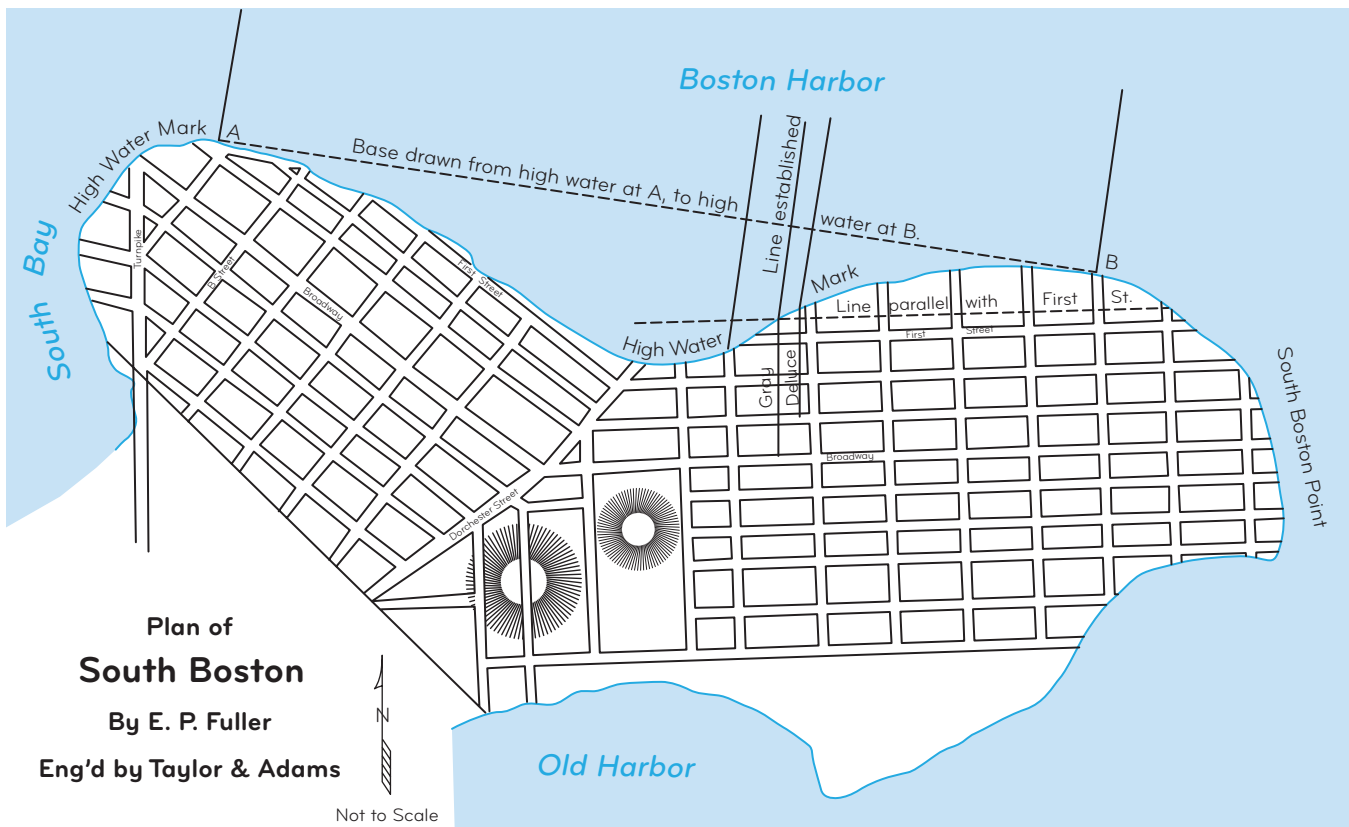 Boston Harbor
High Water Mark
A
Base drawn from high water at A, to high
water at B.
Line established
B
South Bay
Turnpike
B Street
Broadway
First Street
Mark
High Water
Line parallel with First St.
First Street
Gray
Deluce
South Boston Point
Broadway
Dorchester Street
Plan of
South Boston
By E. P. Fuller
Eng'd by Taylor & Adams
N
Not to Scale
Old Harbor